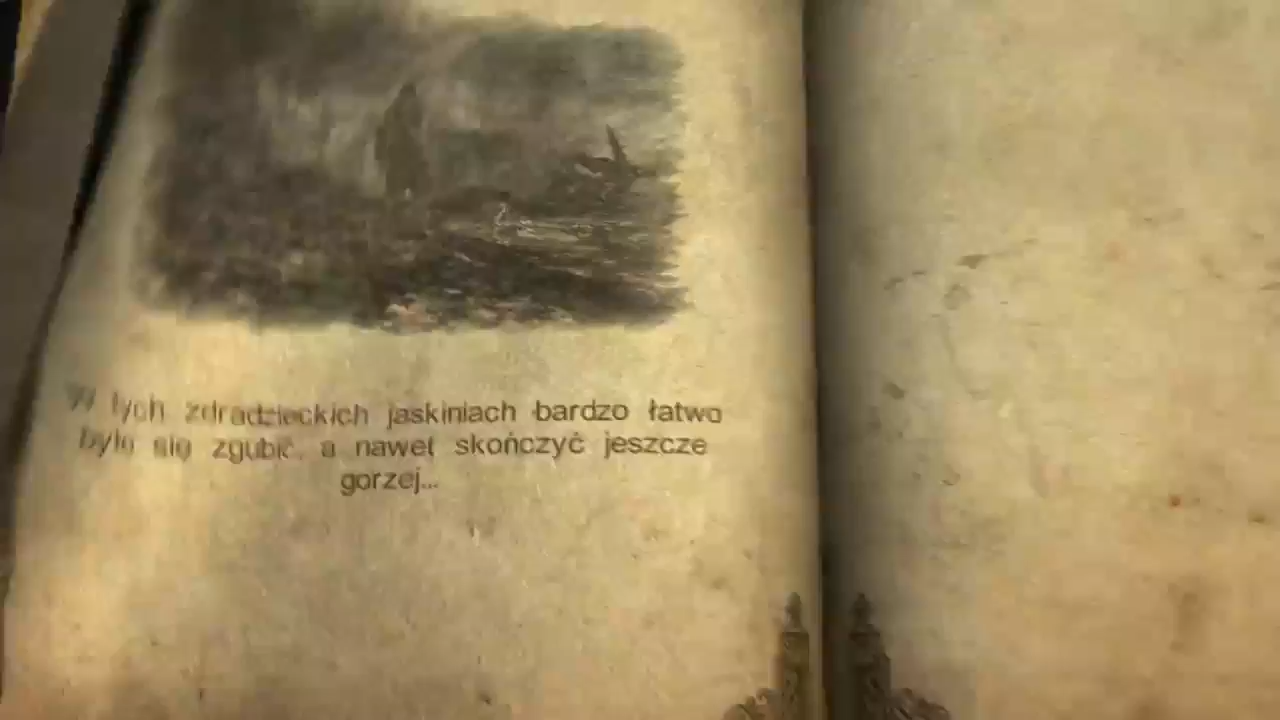 W tych zdradzieckich jaskiniach bardzo łatwo
było się zgubić, a nawet skończyć jeszcze
gorzej...